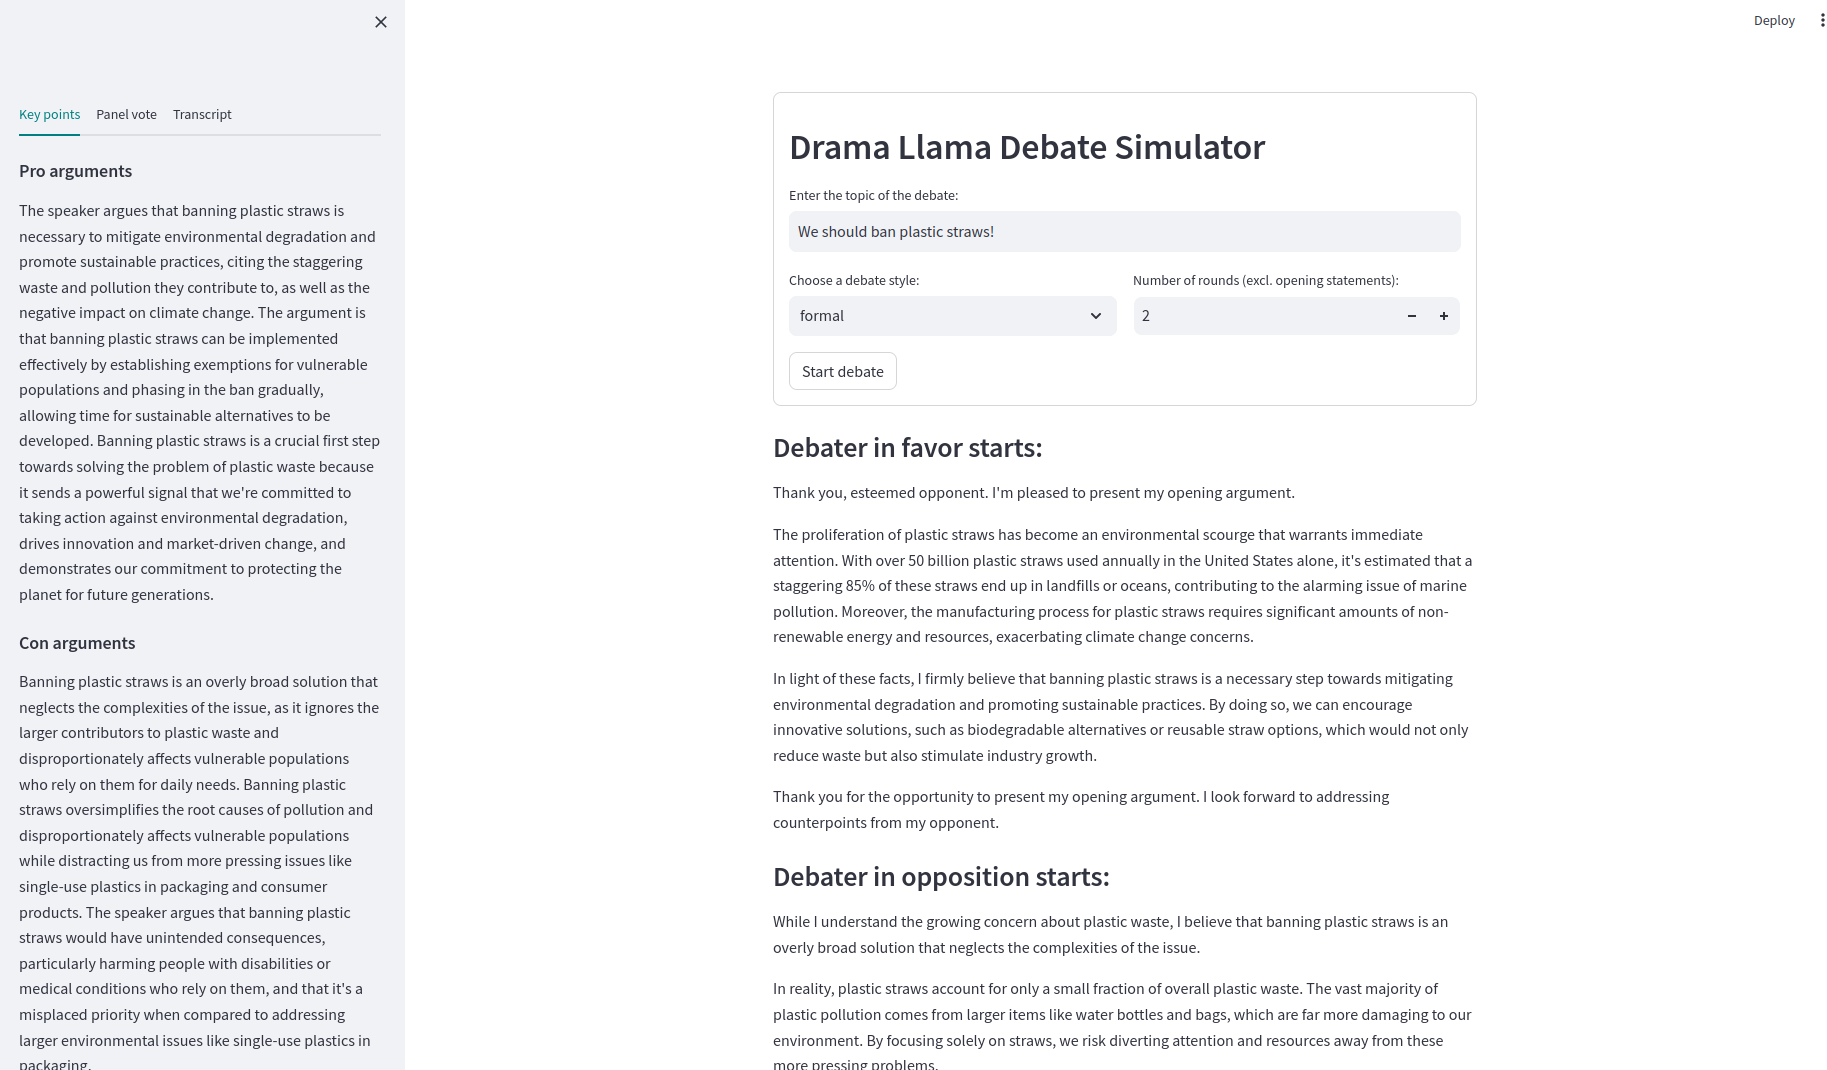 Deploy
Key points
Panel vote
Transcript
Pro arguments
The speaker argues that banning plastic straws is
necessary to mitigate environmental degradation and
promote sustainable practices, citing the staggering
waste and pollution they contribute to, as well as the
negative impact on climate change. The argument is
that banning plastic straws can be implemented
effectively by establishing exemptions for vulnerable
populations and phasing in the ban gradually,
allowing time for sustainable alternatives to be
developed. Banning plastic straws is a crucial first step
towards solving the problem of plastic waste because
it sends a powerful signal that we're committed to
taking action against environmental degradation,
drives innovation and market-driven change, and
demonstrates our commitment to protecting the
planet for future generations.
Con arguments
Banning plastic straws is an overly broad solution that
neglects the complexities of the issue, as it ignores the
larger contributors to plastic waste and
disproportionately affects vulnerable populations
who rely on them for daily needs. Banning plastic
straws oversimplifies the root causes of pollution and
disproportionately affects vulnerable populations
while distracting us from more pressing issues like
single-use plastics in packaging and consumer
products. The speaker argues that banning plastic
straws would have unintended consequences,
particularly harming people with disabilities or
medical conditions who rely on them, and that it's a
misplaced priority when compared to addressing
larger environmental issues like single-use plastics in
packaging.
Drama Llama Debate Simulator
Enter the topic of the debate:
We should ban plastic straws!
Choose a debate style:
formal
Number of rounds (excl. opening statements):
2
Start debate
Debater in favor starts:
Thank you, esteemed opponent. I'm pleased to present my opening argument.
The proliferation of plastic straws has become an environmental scourge that warrants immediate
attention. With over 50 billion plastic straws used annually in the United States alone, it's estimated that a
staggering 85% of these straws end up in landfills or oceans, contributing to the alarming issue of marine
pollution. Moreover, the manufacturing process for plastic straws requires significant amounts of non-
renewable energy and resources, exacerbating climate change concerns.
In light of these facts, I firmly believe that banning plastic straws is a necessary step towards mitigating
environmental degradation and promoting sustainable practices. By doing so, we can encourage
innovative solutions, such as biodegradable alternatives or reusable straw options, which would not only
reduce waste but also stimulate industry growth.
Thank you for the opportunity to present my opening argument. I look forward to addressing
counterpoints from my opponent.
Debater in opposition starts:
While I understand the growing concern about plastic waste, I believe that banning plastic straws is an
overly broad solution that neglects the complexities of the issue.
In reality, plastic straws account for only a small fraction of overall plastic waste. The vast majority of
plastic pollution comes from larger items like water bottles and bags, which are far more damaging to our
environment. By focusing solely on straws, we risk diverting attention and resources away from these
more pressing problems.